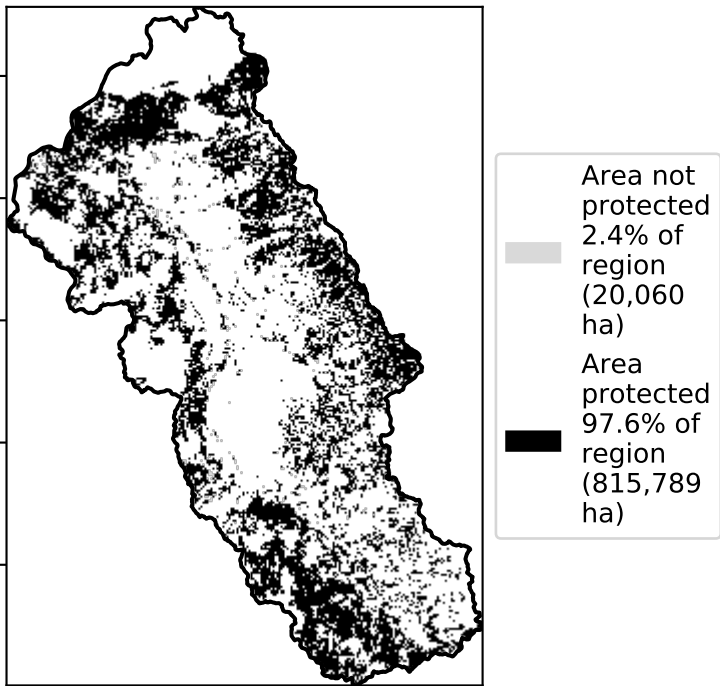 Area not
protected
2.4% of
region
(20,060
ha)
Area
protected
97.6% of
region
(815,789
ha)